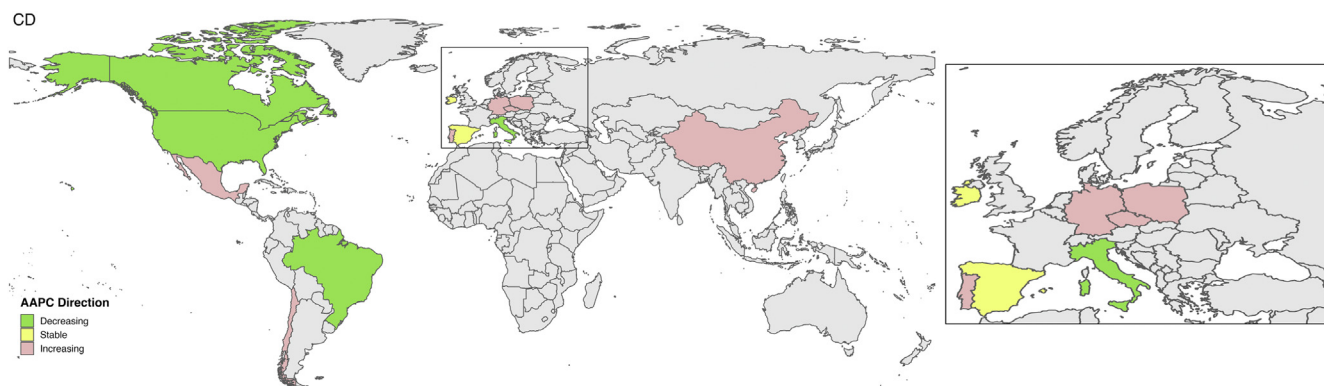 CD
AAPC Direction
Decreasing
Stable
Increasing